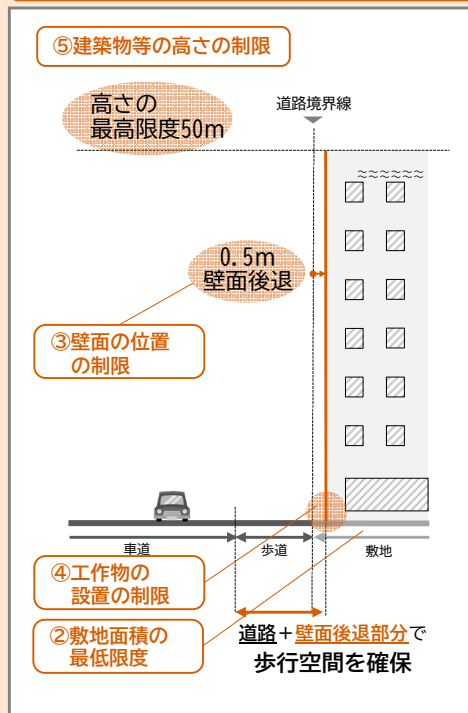 ⑤建築物等の高さの制限
高さの
最高限度50m
道路境界線
0.5m
壁面後退
③壁面の位置
の制限
車道
歩道
敷地
④工作物の
設置の制限
②敷地面積の
最低限度
道路+壁面後退部分で
歩行空間を確保